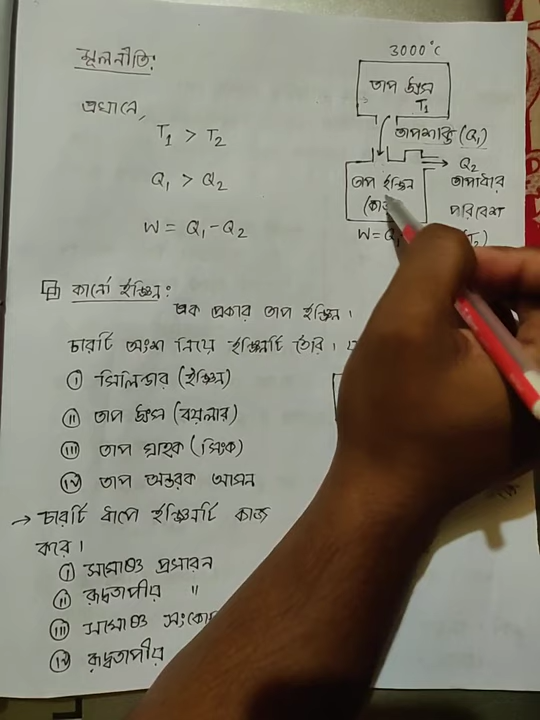 মূলনীতি:
এখানে,
T₁ > T₂
Q₁ > Q₂
W = Q₁-Q₂
3000°C
তাপ উৎস
T₁
তাপশক্তি (Q₁)
Q₂
তাপ ইঞ্জিন
তাপাধার
পরিবেশ
W = Q₁
কার্নো ইঞ্জিন:
এক প্রকার তাপ ইঞ্জিন।
চারটি অংশ নিয়ে ইঞ্জিনটি তৈরি।
i সিলিন্ডার (ইঞ্জিন)
ii তাপ উৎস (বয়লার)
iii তাপ গ্রাহক (সিংক)
iv তাপ অন্তরক আসন
→ চারটি ধাপে ইঞ্জিনটি কাজ
করে।
i সমোষ্ণ প্রসারন
ii রূদ্ধতাপীয় "
iii সমোষ্ণ
iv রূদ্ধতাপীয়